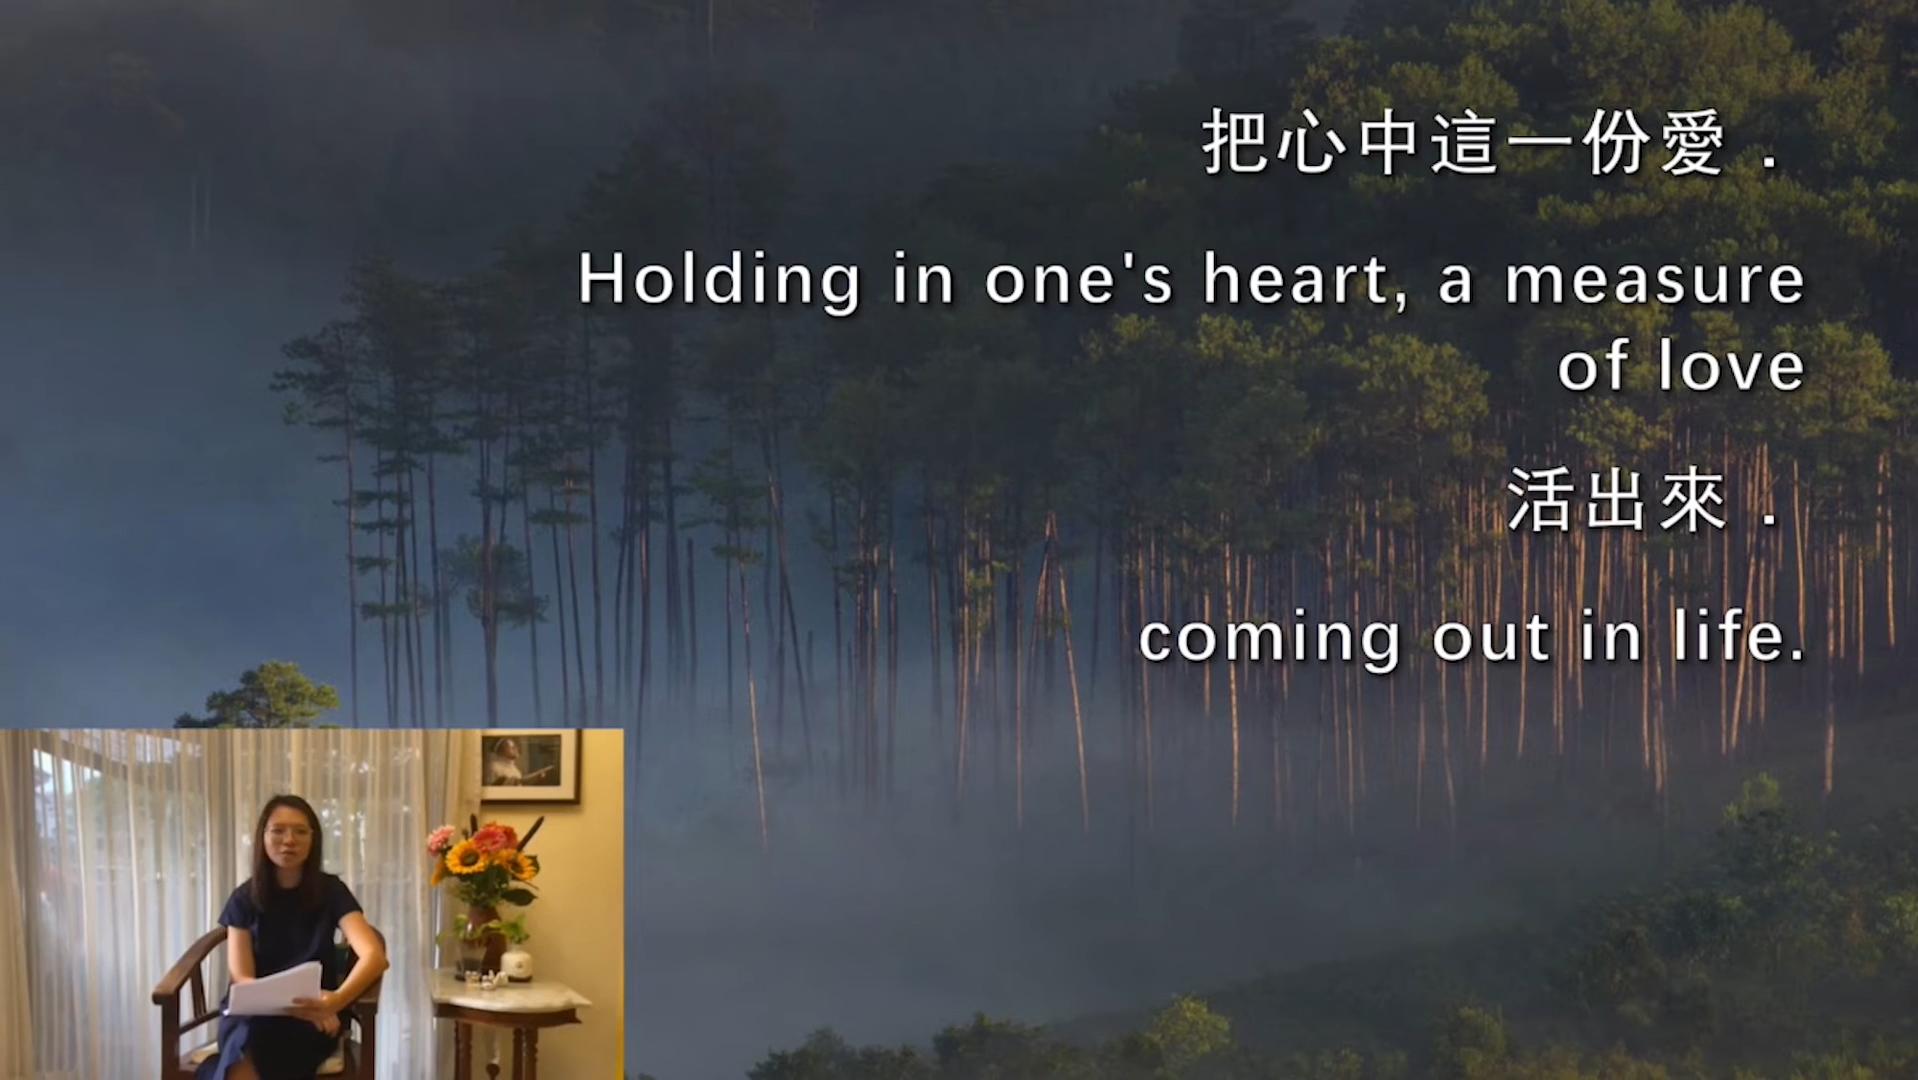 把心中這一份愛．
Holding in one's heart, a measure
of love
活出來．
coming out in life.